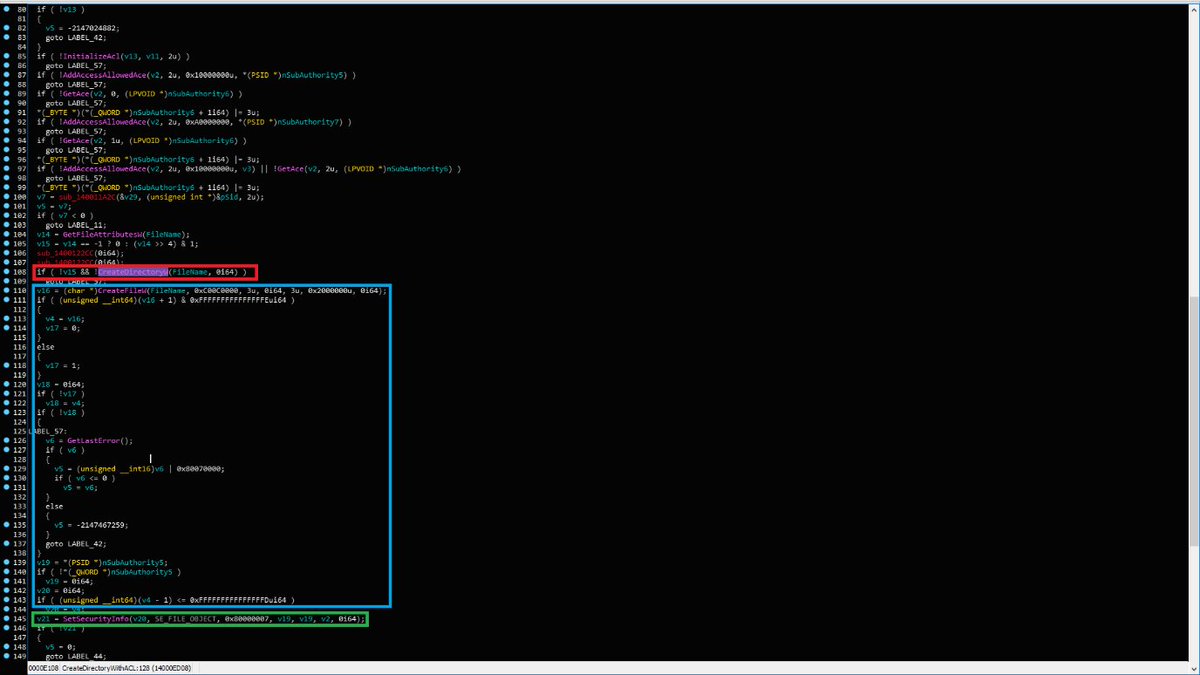 80 if ( !v13 )
81 {
82 v5 = -2147024882;
83 goto LABEL_42;
84 }
85 if ( !InitializeAcl(v13, v11, 2u) )
86 goto LABEL_57;
87 if ( !AddAccessAllowedAce(v2, 2u, 0x10000000u, *(PSID *)nSubAuthority5) )
88 goto LABEL_57;
89 if ( !GetAce(v2, 0, (LPVOID *)nSubAuthority6) )
90 goto LABEL_57;
91 *(_BYTE *)(*(_QWORD *)nSubAuthority6 + 1i64) |= 3u;
92 if ( !AddAccessAllowedAce(v2, 2u, 0xA0000000, *(PSID *)nSubAuthority7) )
93 goto LABEL_57;
94 if ( !GetAce(v2, 1u, (LPVOID *)nSubAuthority6) )
95 goto LABEL_57;
96 *(_BYTE *)(*(_QWORD *)nSubAuthority6 + 1i64) |= 3u;
97 if ( !AddAccessAllowedAce(v2, 2u, 0x10000000u, v3) || !GetAce(v2, 2u, (LPVOID *)nSubAuthority6) )
98 goto LABEL_57;
99 *(_BYTE *)(*(_QWORD *)nSubAuthority6 + 1i64) |= 3u;
100 v7 = sub_140011A2C(&v29, (unsigned int *)&pSid, 2u);
101 v5 = v7;
102 if ( v7 < 0 )
103 goto LABEL_11;
104 v14 = GetFileAttributesW(FileName);
105 v15 = v14 == -1 ? 0 : (v14 >> 4) & 1;
106 sub_1400122CC(0i64);
107 sub_1400122CC(0i64);
108 if ( !v15 && !CreateDirectoryW(FileName, 0i64) )
109 goto LABEL_57;
110 v16 = (char *)CreateFileW(FileName, 0xC00C0000, 3u, 0i64, 3u, 0x2000000u, 0i64);
111 if ( (unsigned __int64)(v16 + 1) & 0xFFFFFFFFFFFFFFFEui64 )
112 {
113 v4 = v16;
114 v17 = 0;
115 }
116 else
117 {
118 v17 = 1;
119 }
120 v18 = 0i64;
121 if ( !v17 )
122 v18 = v4;
123 if ( !v18 )
124 {
125 LABEL_57:
126 v6 = GetLastError();
127 if ( v6 )
128 {
129 v5 = (unsigned __int16)v6 | 0x80070000;
130 if ( v6 <= 0 )
131 v5 = v6;
132 }
133 else
134 {
135 v5 = -2147467259;
136 }
137 goto LABEL_42;
138 }
139 v19 = *(PSID *)nSubAuthority5;
140 if ( !*(_QWORD *)nSubAuthority5 )
141 v19 = 0i64;
142 v20 = 0i64;
143 if ( (unsigned __int64)(v4 - 1) <= 0xFFFFFFFFFFFFFFFDui64 )
144 v20 = v4;
145 v21 = SetSecurityInfo(v20, SE_FILE_OBJECT, 0x80000007, v19, v19, v2, 0i64);
146 if ( !v21 )
147 {
148 v5 = 0;
149 goto LABEL_44;
0000E108 CreateDirectoryWithACL:128 (14000ED08)